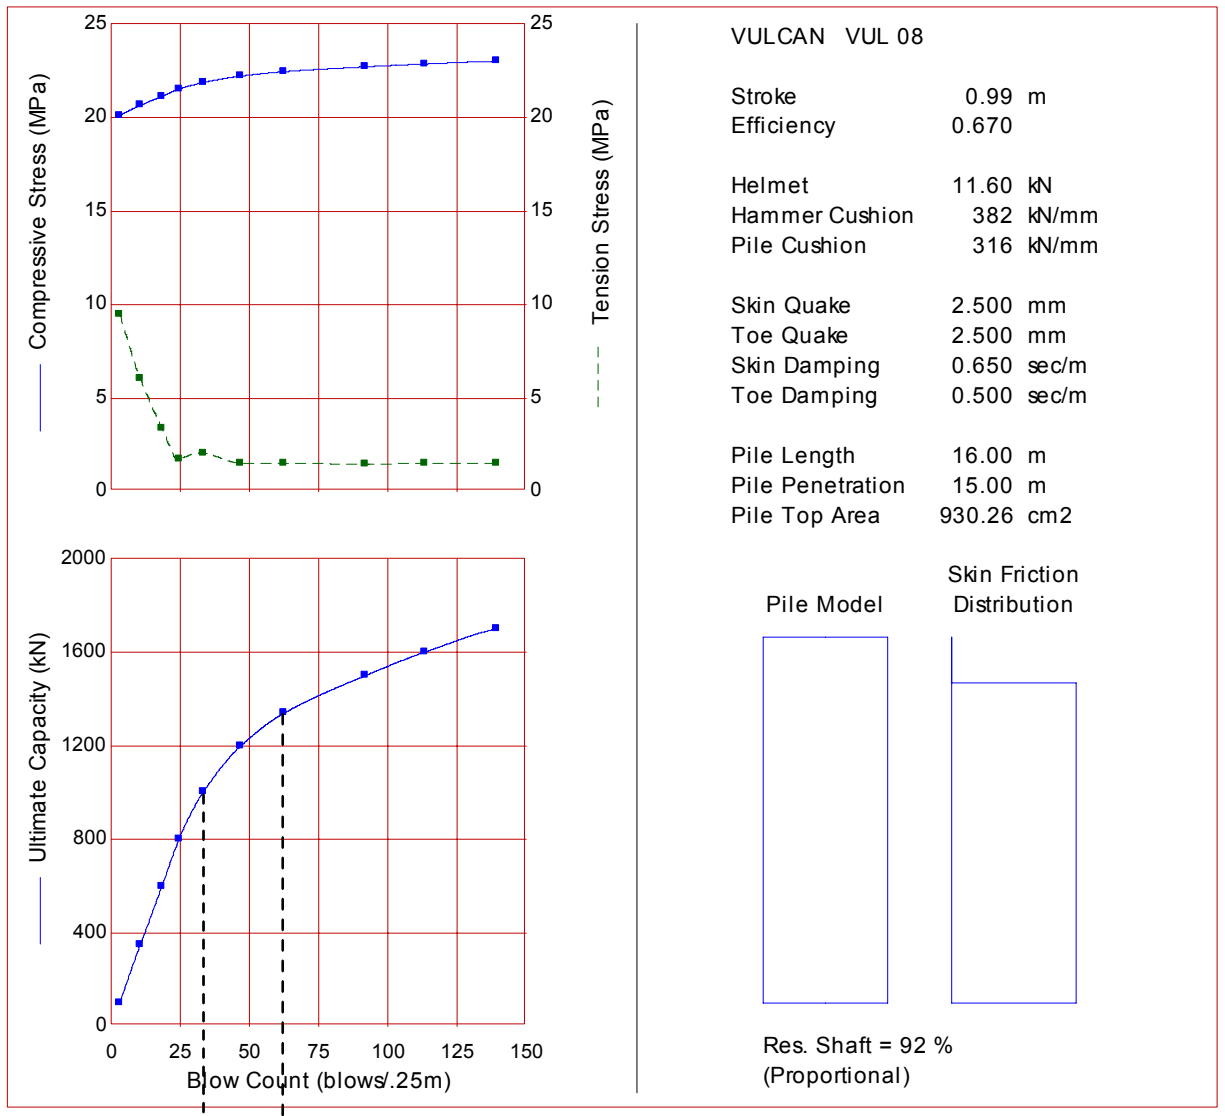 25
20
15
10
5
0
Compressive Stress (MPa)
25
20
15
10
5
0
Tension Stress (MPa)
2000
1600
1200
800
400
0
Ultimate Capacity (kN)
0 25 50 75 100 125 150
Blow Count (blows/.25m)
VULCAN VUL 08
Stroke 0.99 m
Efficiency 0.670
Helmet 11.60 kN
Hammer Cushion 382 kN/mm
Pile Cushion 316 kN/mm
Skin Quake 2.500 mm
Toe Quake 2.500 mm
Skin Damping 0.650 sec/m
Toe Damping 0.500 sec/m
Pile Length 16.00 m
Pile Penetration 15.00 m
Pile Top Area 930.26 cm2
Pile Model
Skin Friction
Distribution
Res. Shaft = 92 %
(Proportional)